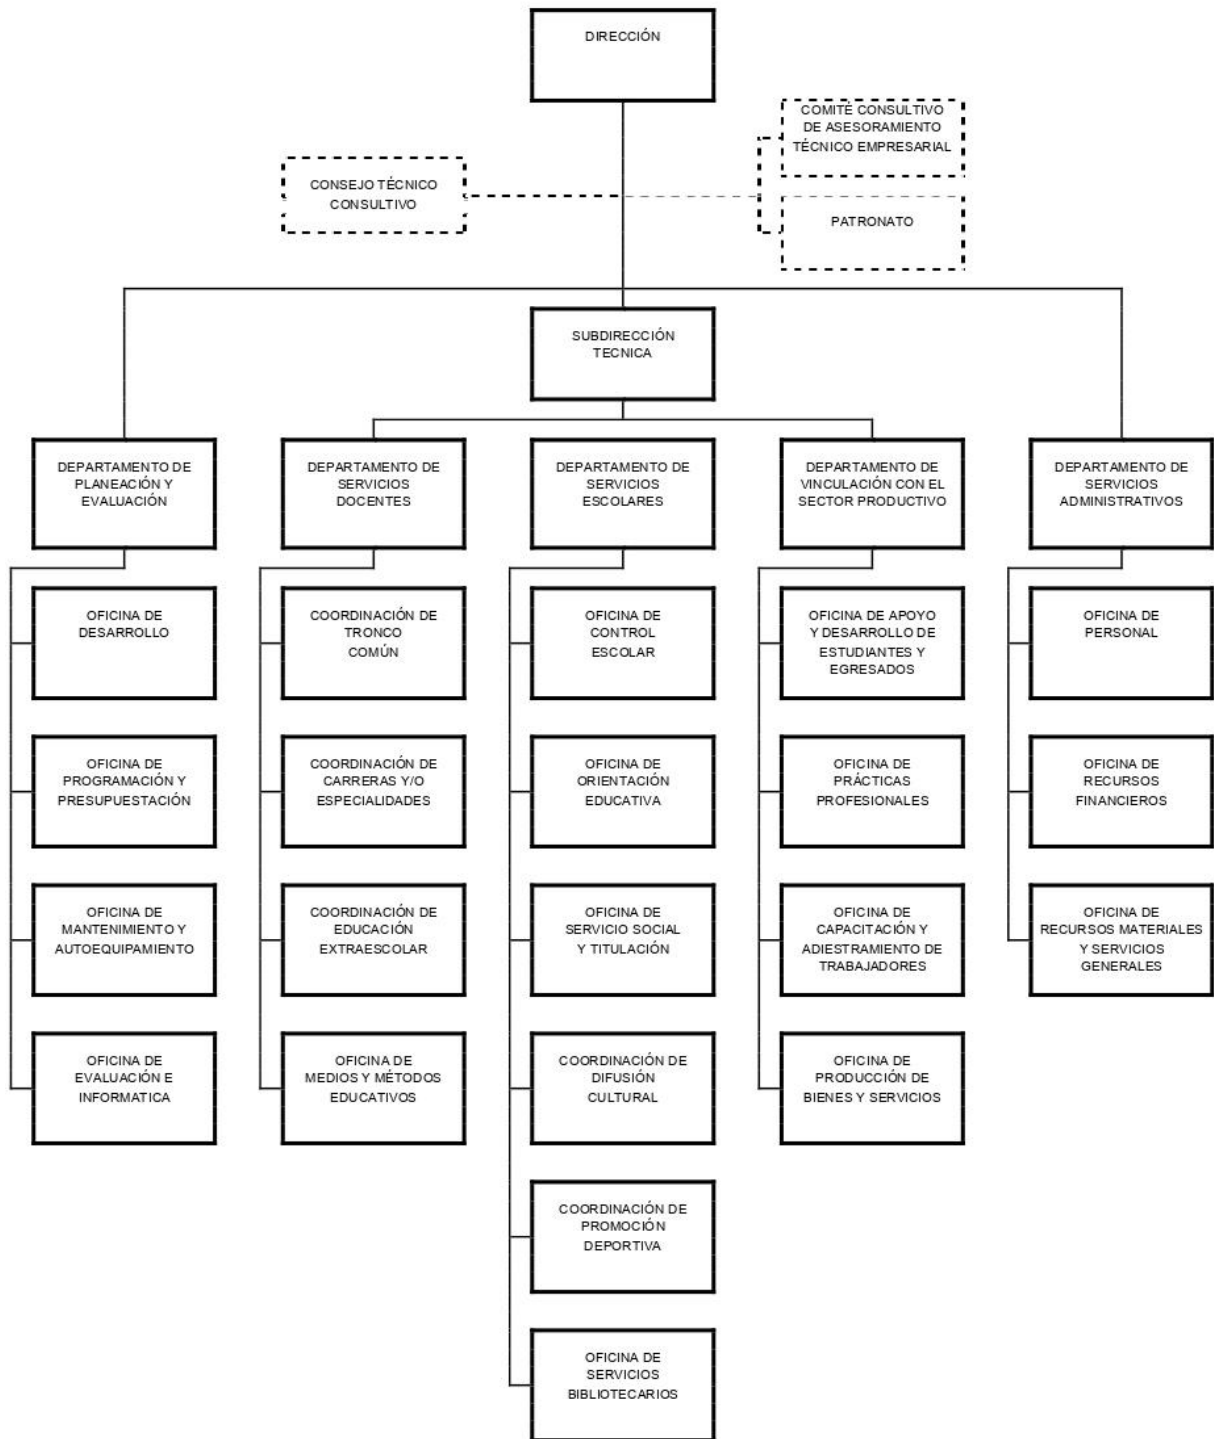 DIRECCIÓN
COMITÉ CONSULTIVO
DE ASESORAMIENTO
TÉCNICO EMPRESARIAL
CONSEJO TÉCNICO
CONSULTIVO
PATRONATO
SUBDIRECCIÓN
TECNICA
DEPARTAMENTO DE
PLANEACIÓN Y
EVALUACIÓN
DEPARTAMENTO DE
SERVICIOS
DOCENTES
DEPARTAMENTO DE
SERVICIOS
ESCOLARES
DEPARTAMENTO DE
VINCULACIÓN CON EL
SECTOR PRODUCTIVO
DEPARTAMENTO DE
SERVICIOS
ADMINISTRATIVOS
OFICINA DE
DESARROLLO
COORDINACIÓN DE
TRONCO
COMÚN
OFICINA DE
CONTROL
ESCOLAR
OFICINA DE APOYO
Y DESARROLLO DE
ESTUDIANTES Y
EGRESADOS
OFICINA DE
PERSONAL
OFICINA DE
PROGRAMACIÓN Y
PRESUPUESTACIÓN
COORDINACIÓN DE
CARRERAS Y/O
ESPECIALIDADES
OFICINA DE
ORIENTACIÓN
EDUCATIVA
OFICINA DE
PRÁCTICAS
PROFESIONALES
OFICINA DE
RECURSOS
FINANCIEROS
OFICINA DE
MANTENIMIENTO Y
AUTOEQUIPAMIENTO
COORDINACIÓN DE
EDUCACIÓN
EXTRAESCOLAR
OFICINA DE
SERVICIO SOCIAL
Y TITULACIÓN
OFICINA DE
CAPACITACIÓN Y
ADIESTRAMIENTO DE
TRABAJADORES
OFICINA DE
RECURSOS MATERIALES
Y SERVICIOS
GENERALES
OFICINA DE
EVALUACIÓN E
INFORMATICA
OFICINA DE
MEDIOS Y MÉTODOS
EDUCATIVOS
COORDINACIÓN DE
DIFUSIÓN
CULTURAL
OFICINA DE
PRODUCCIÓN DE
BIENES Y SERVICIOS
COORDINACIÓN DE
PROMOCIÓN
DEPORTIVA
OFICINA DE
SERVICIOS
BIBLIOTECARIOS